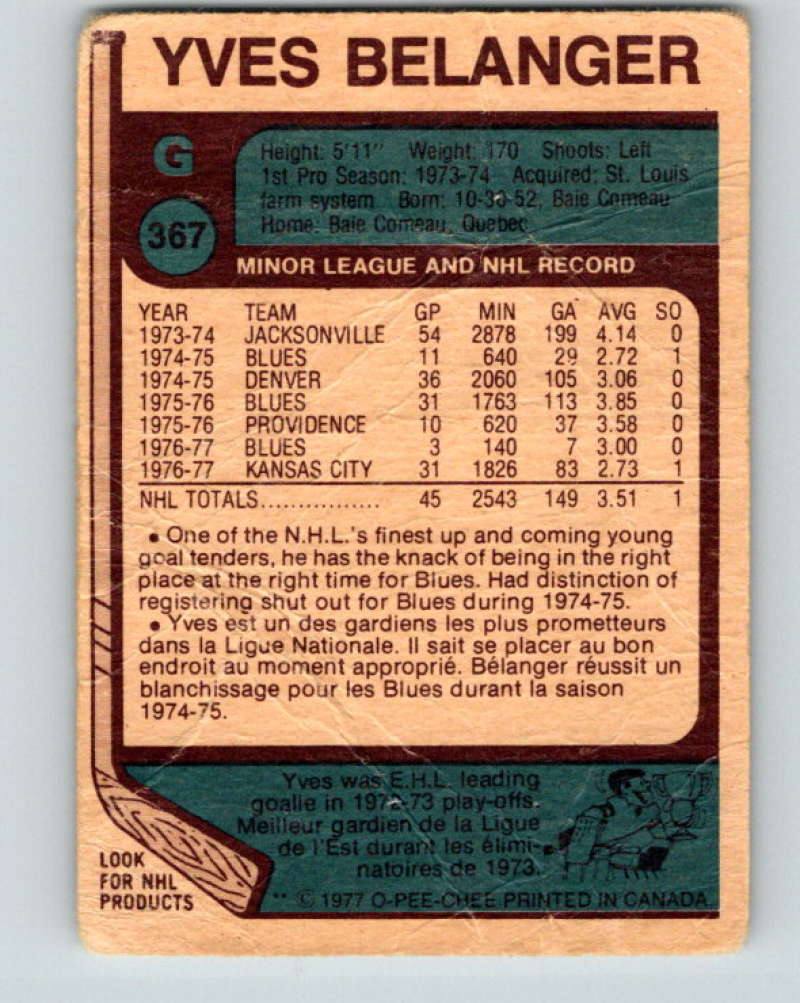 YVES BELANGER
G
Height: 5'11" Weight: 170 Shoots: Left
1st Pro Season: 1973-74 Acquired: St. Louis
farm system Born: 10-30-52, Baie Comeau
Home: Baie Comeau, Quebec
367
MINOR LEAGUE AND NHL RECORD
YEAR TEAM GP MIN GA AVG SO
1973-74 JACKSONVILLE 54 2878 199 4.14 0
1974-75 BLUES 11 640 29 2.72 1
1974-75 DENVER 36 2060 105 3.06 0
1975-76 BLUES 31 1763 113 3.85 0
1975-76 PROVIDENCE 10 620 37 3.58 0
1976-77 BLUES 3 140 7 3.00 0
1976-77 KANSAS CITY 31 1826 83 2.73 1
NHL TOTALS................ 45 2543 149 3.51 1
• One of the N.H.L.'s finest up and coming young
goal tenders, he has the knack of being in the right
place at the right time for Blues. Had distinction of
registering shut out for Blues during 1974-75.
• Yves est un des gardiens les plus prometteurs
dans la Ligue Nationale. Il sait se placer au bon
endroit au moment approprié. Bélanger réussit un
blanchissage pour les Blues durant la saison
1974-75.
Yves was E.H.L. leading
goalie in 1972-73 play-offs.
Meilleur gardien de la Ligue
de l'Est durant les élimi-
natoires de 1973.
LOOK
FOR NHL
PRODUCTS
** © 1977 O-PEE-CHEE PRINTED IN CANADA